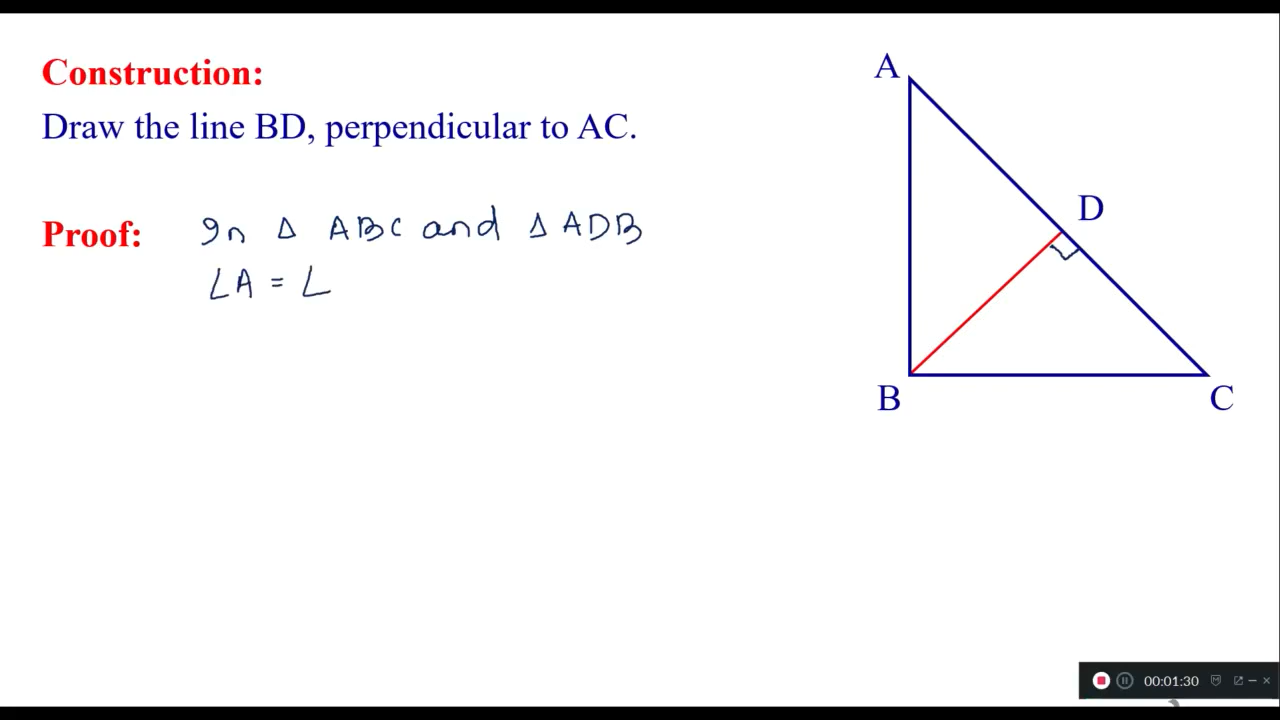 Construction:
Draw the line BD, perpendicular to AC.
Proof: In Δ ABC and Δ ADB
∠A = ∠
A
D
B
C
00:01:30